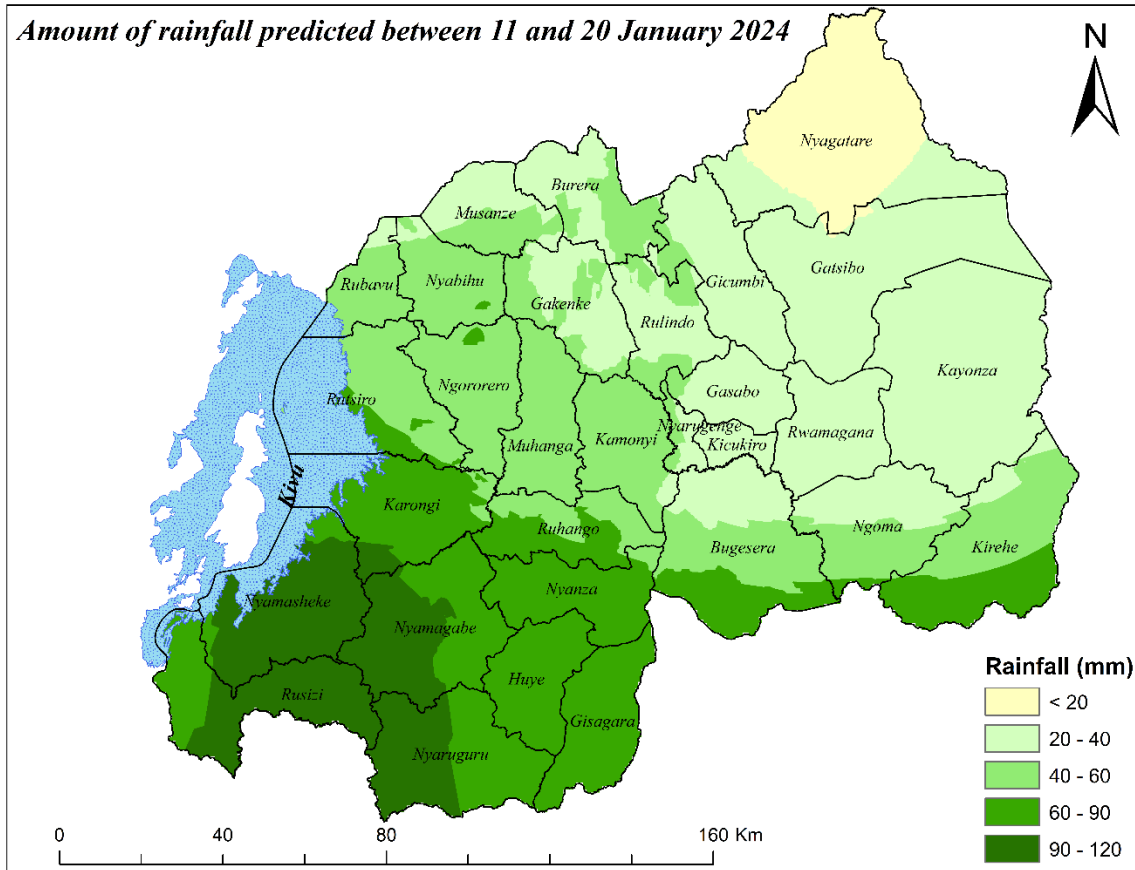 Amount of rainfall predicted between 11 and 20 January 2024
N
Nyagatare
Burera
Musanze
Gatsibo
Rubavu
Nyabihu
Gicumbi
Gakenke
Rulindo
Kayonza
Ngororero
Gasabo
Rutsiro
Nyarugenge
Muhanga
Kamonyi
Kicukiro
Rwamagana
Kivu
Karongi
Ruhango
Ngoma
Bugesera
Kirehe
Nyanza
Nyamasheke
Nyamagabe
Huye
Rusizi
Gisagara
Nyaruguru
Rainfall (mm)
< 20
20 - 40
40 - 60
60 - 90
90 - 120
0 40 80 160 Km